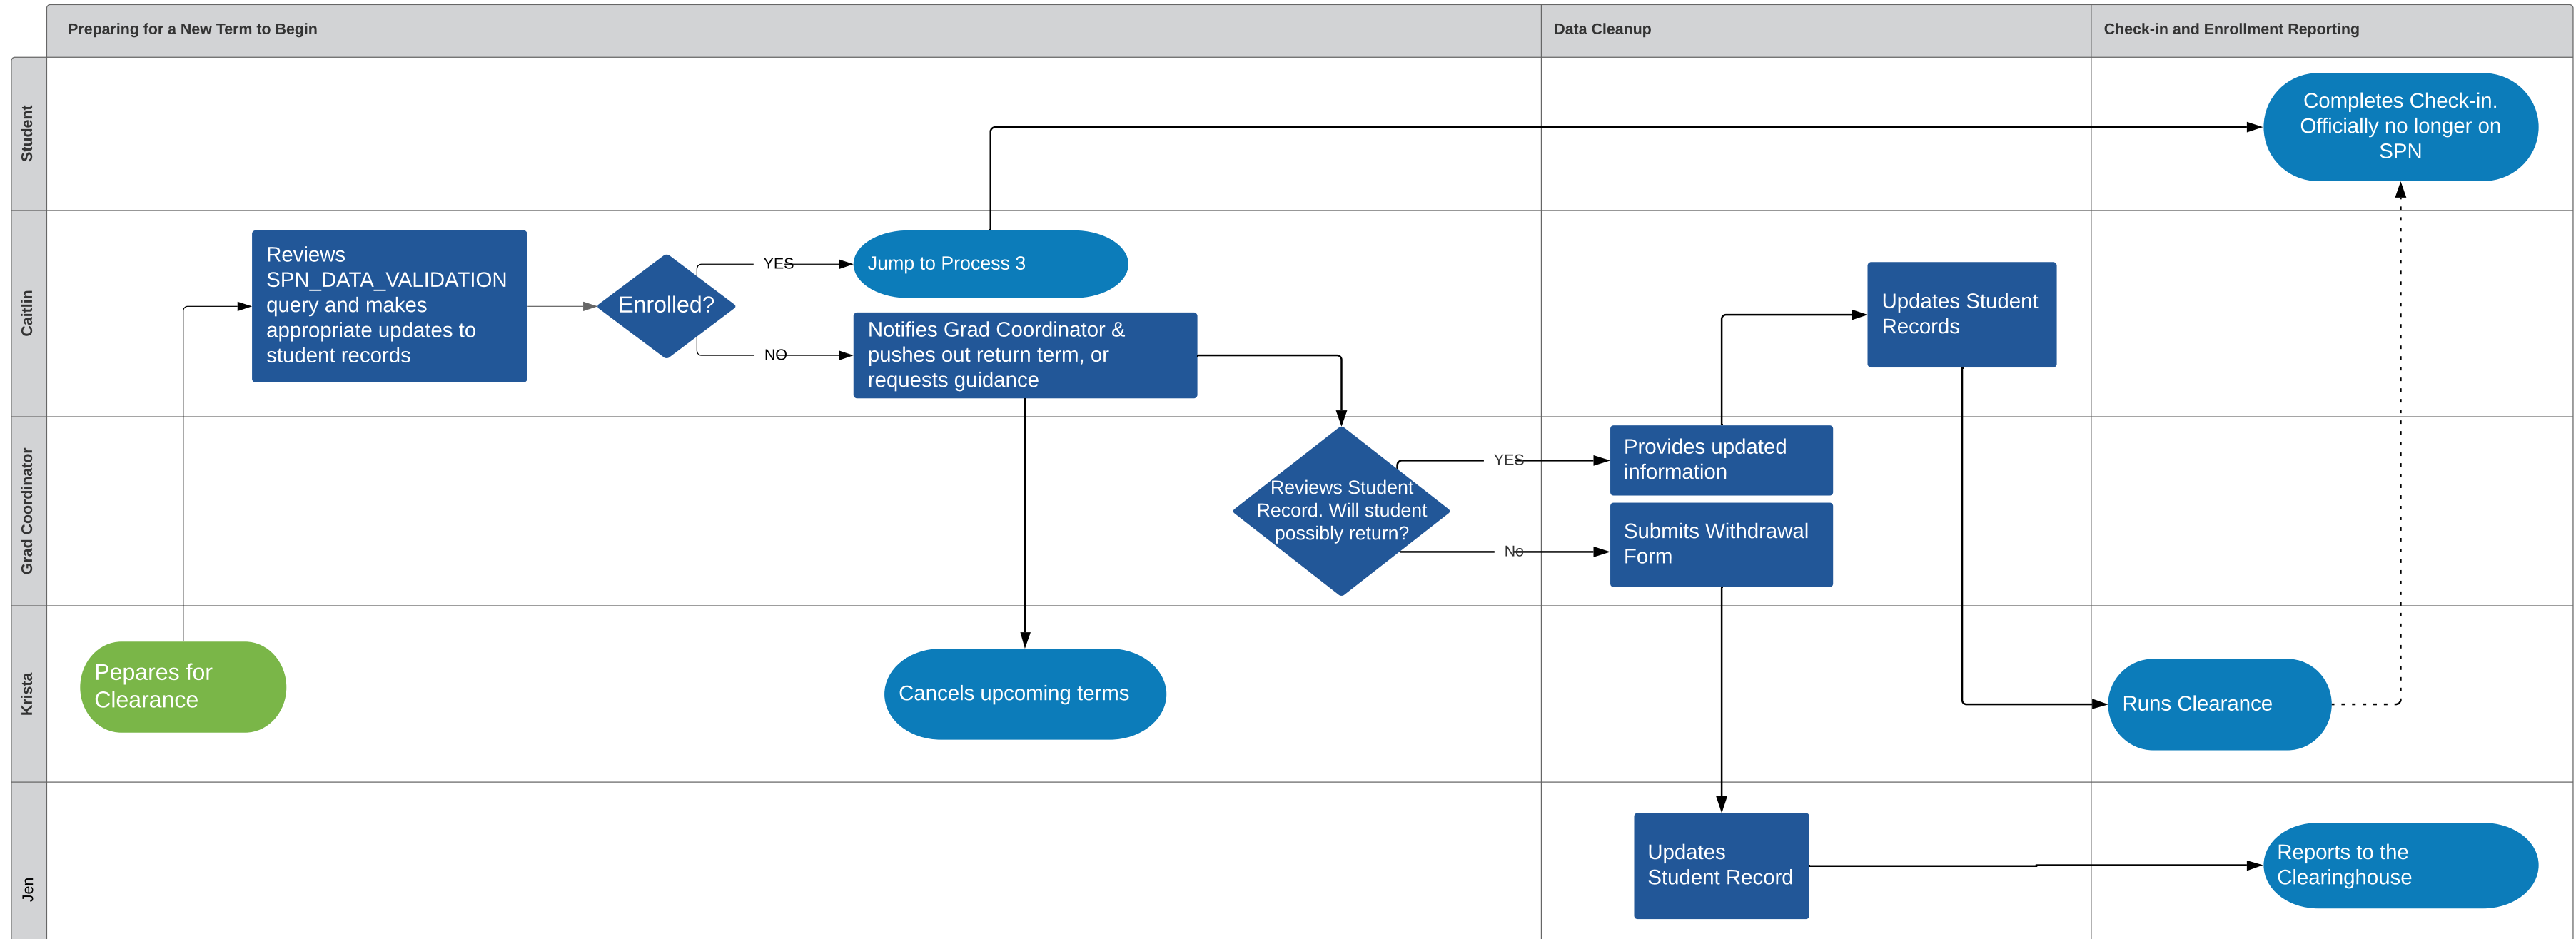 Preparing for a New Term to Begin
Data Cleanup
Check-in and Enrollment Reporting
Student
Completes Check-in.
Officially no longer on
SPN
Caitlin
Reviews
SPN_DATA_VALIDATION
query and makes
appropriate updates to
student records
Enrolled?
YES
Jump to Process 3
NO
Notifies Grad Coordinator &
pushes out return term, or
requests guidance
Updates Student
Records
Grad Coordinator
Reviews Student
Record. Will student
possibly return?
YES
Provides updated
information
No
Submits Withdrawal
Form
Krista
Pepares for
Clearance
Cancels upcoming terms
Runs Clearance
Jen
Updates
Student Record
Reports to the
Clearinghouse